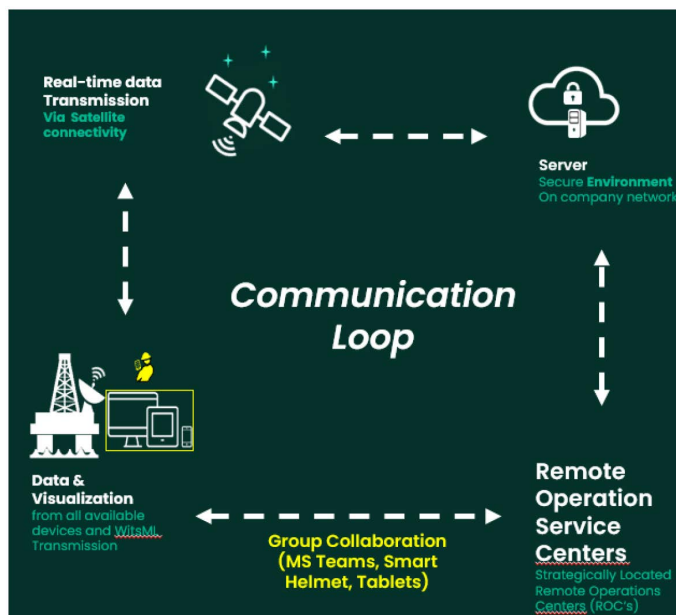 Real-time data
Transmission
Via Satellite
connectivity
Server
Secure Environment
On company network
Communication
Loop
Data &
Visualization
from all available
devices and WitsML
Transmission
Group Collaboration
(MS Teams, Smart
Helmet, Tablets)
Remote
Operation
Service
Centers
Strategically Located
Remote Operations
Centers (ROC's)